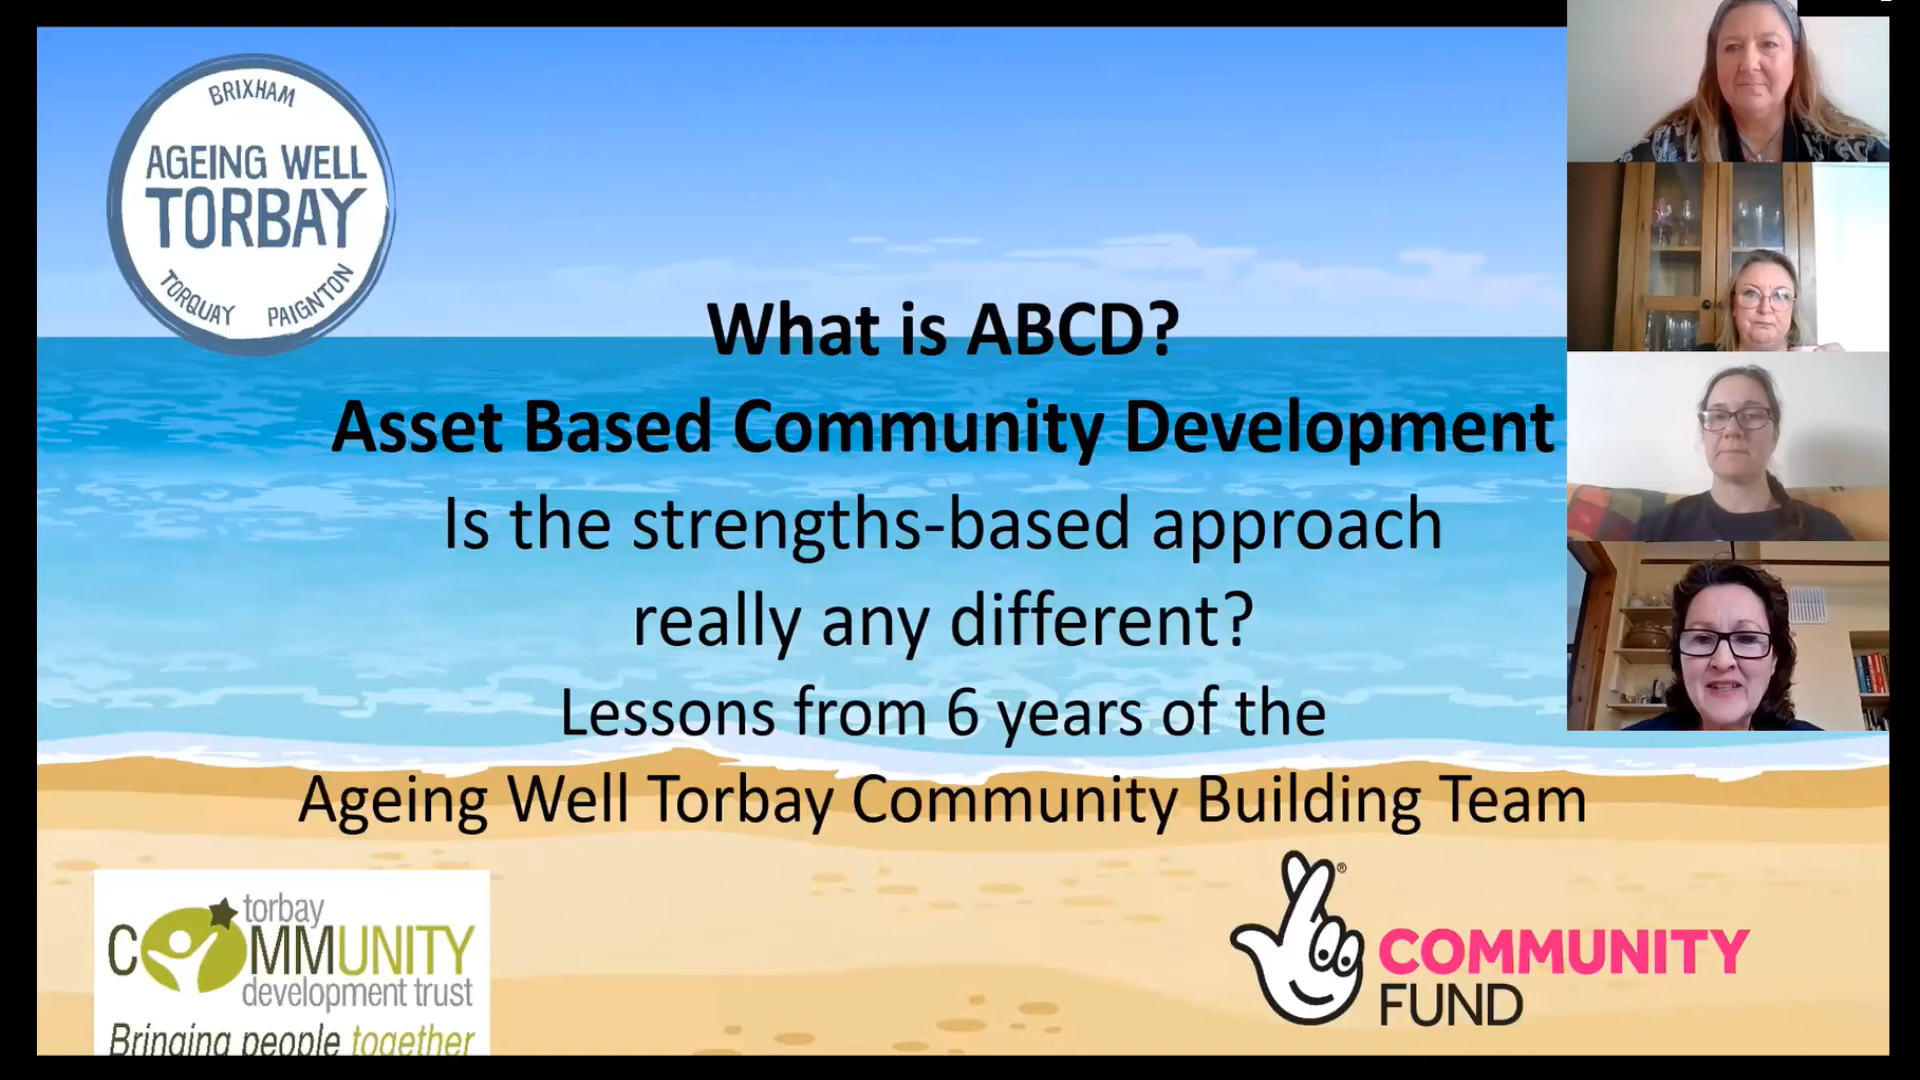 BRIXHAM
AGEING WELL
TORBAY
TORQUAY PAIGNTON
What is ABCD?
Asset Based Community Development
Is the strengths-based approach
really any different?
Lessons from 6 years of the
Ageing Well Torbay Community Building Team
torbay
COMMUNITY
development trust
Bringing people together
®
COMMUNITY
FUND